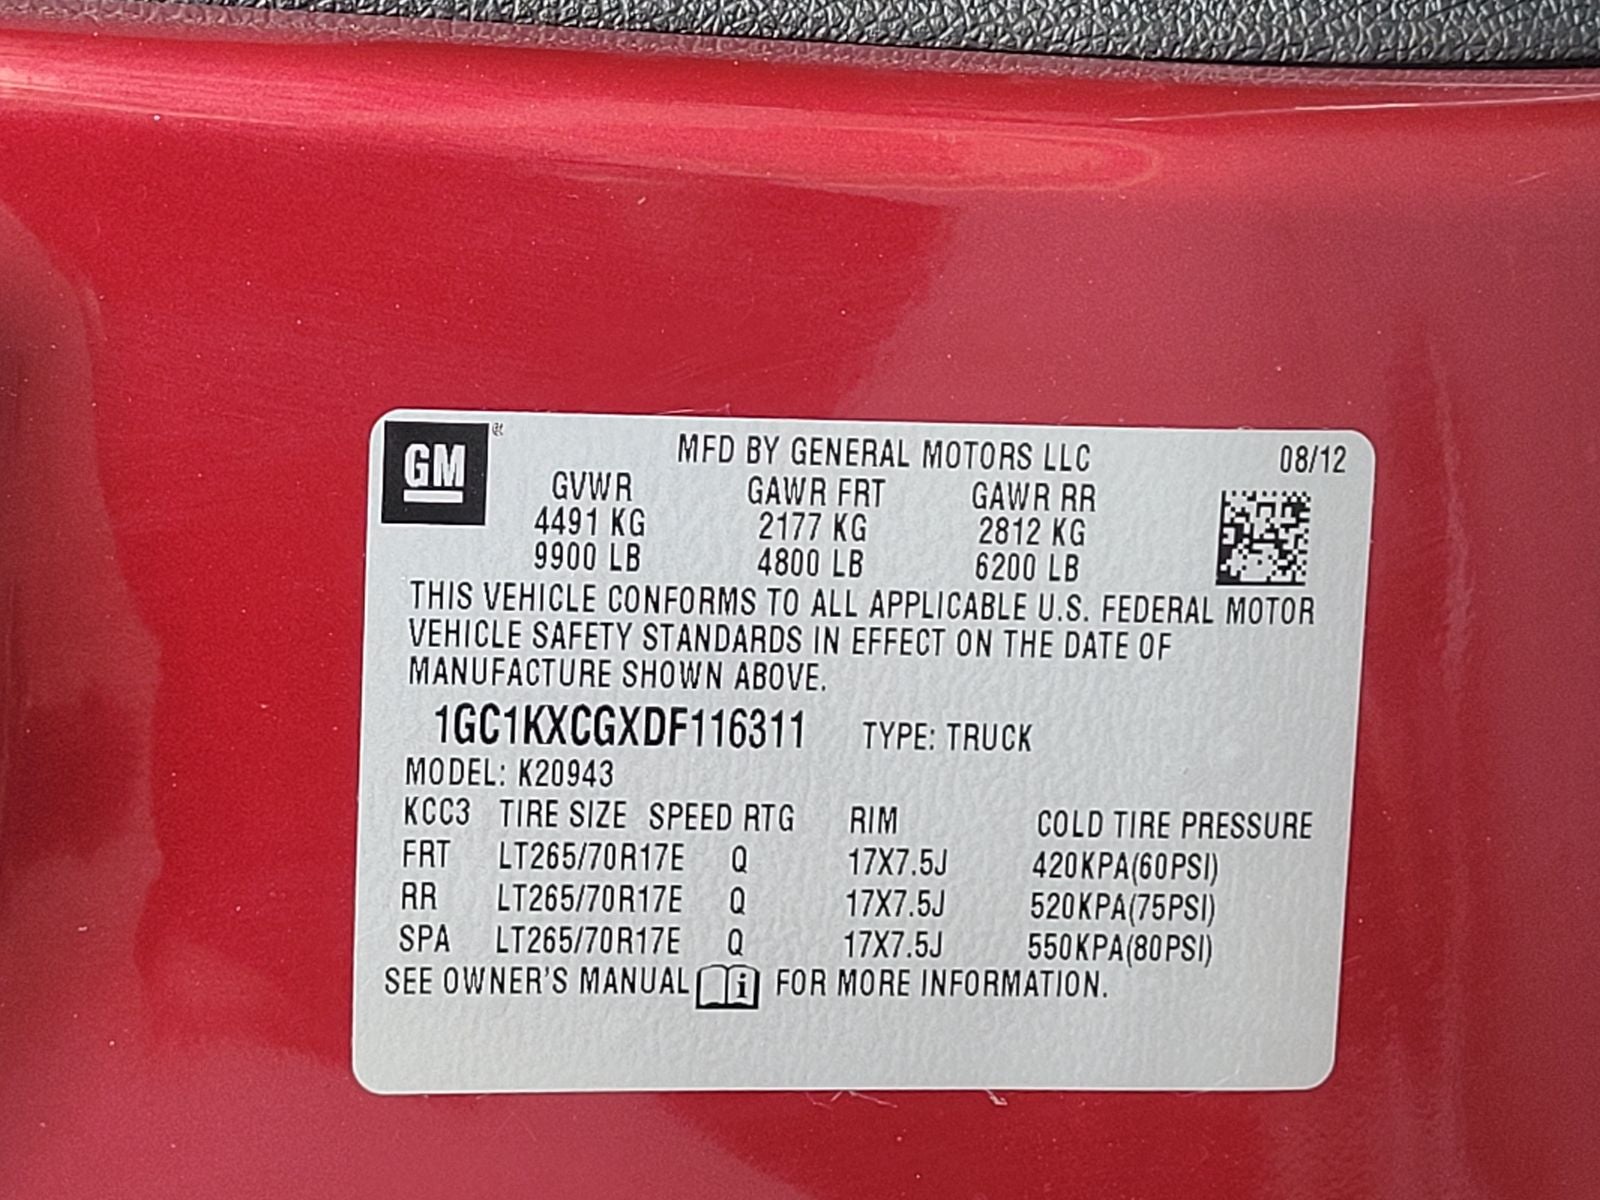 GM
MFD BY GENERAL MOTORS LLC 08/12
GVWR GAWR FRT GAWR RR
4491 KG 2177 KG 2812 KG
9900 LB 4800 LB 6200 LB
THIS VEHICLE CONFORMS TO ALL APPLICABLE U.S. FEDERAL MOTOR
VEHICLE SAFETY STANDARDS IN EFFECT ON THE DATE OF
MANUFACTURE SHOWN ABOVE.
1GC1KXCGXDF116311 TYPE: TRUCK
MODEL: K20943
KCC3 TIRE SIZE SPEED RTG RIM COLD TIRE PRESSURE
FRT LT265/70R17E Q 17X7.5J 420KPA(60PSI)
RR LT265/70R17E Q 17X7.5J 520KPA(75PSI)
SPA LT265/70R17E Q 17X7.5J 550KPA(80PSI)
SEE OWNER'S MANUAL i FOR MORE INFORMATION.